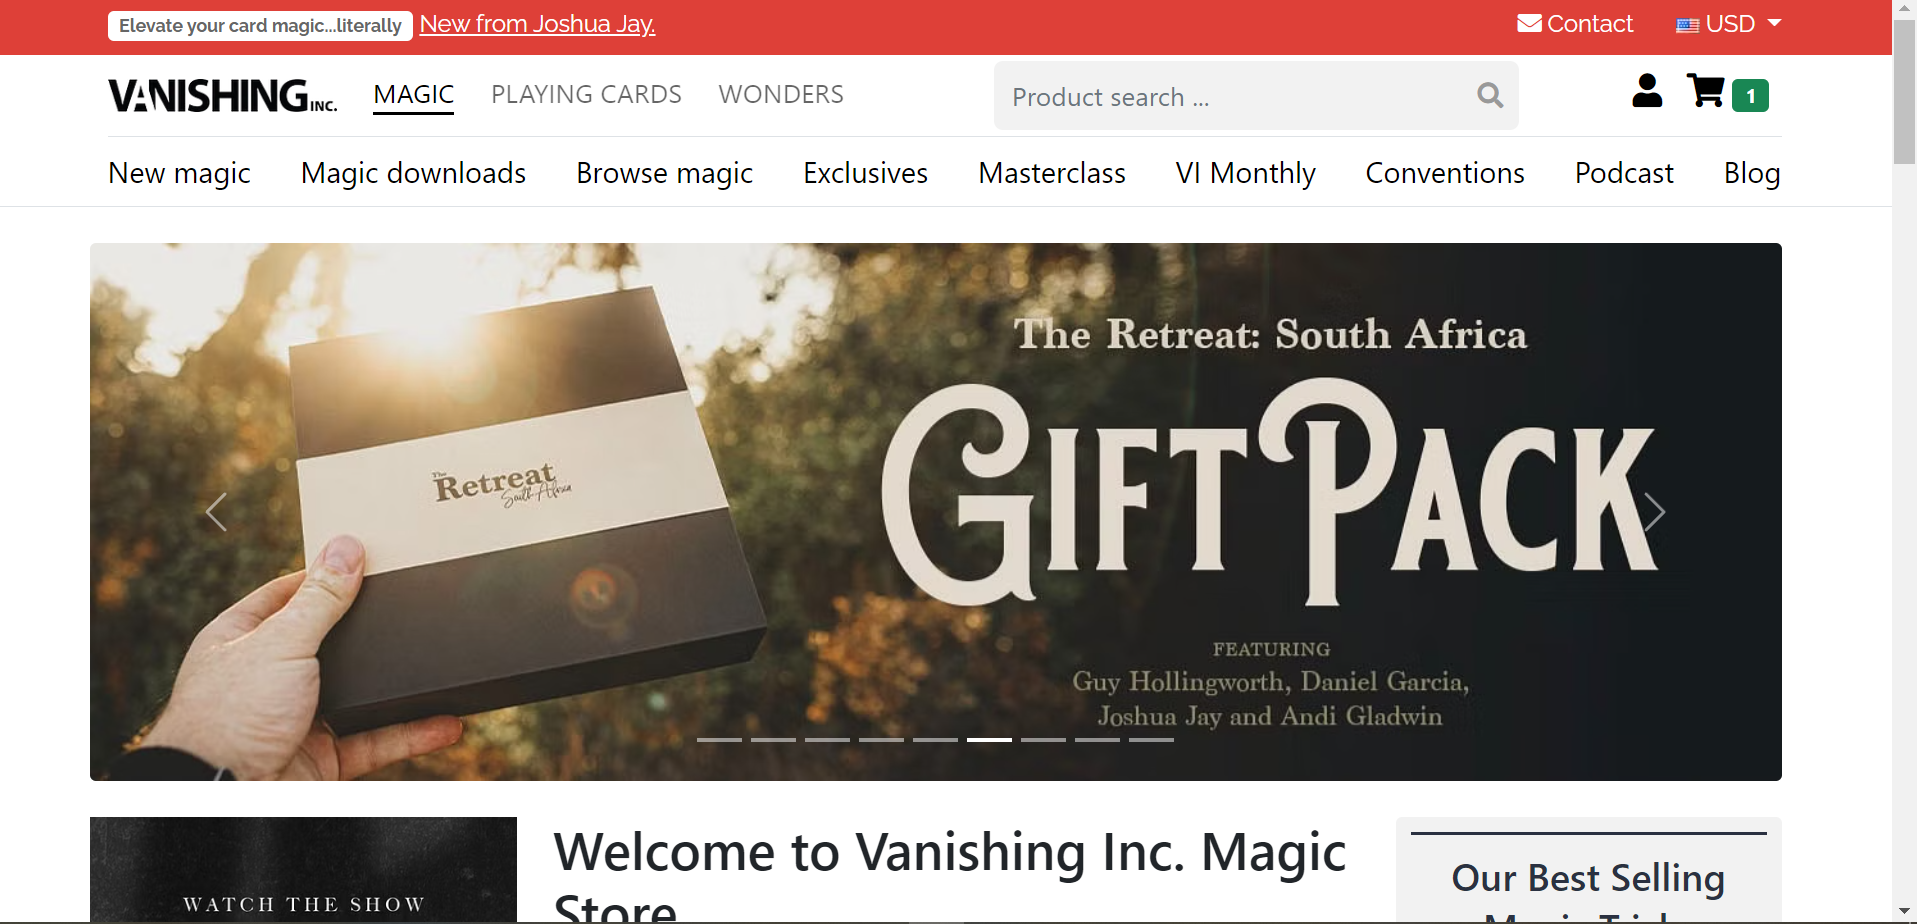 Elevate your card magic...literally New from Joshua Jay.
Contact
USD
VANISHING INC.
MAGIC
PLAYING CARDS
WONDERS
Product search ...
1
New magic
Magic downloads
Browse magic
Exclusives
Masterclass
VI Monthly
Conventions
Podcast
Blog
The Retreat: South Africa
GIFT PACK
The
Retreat
South Africa
FEATURING
Guy Hollingworth, Daniel Garcia,
Joshua Jay and Andi Gladwin
WATCH THE SHOW
Welcome to Vanishing Inc. Magic
Store
Our Best Selling